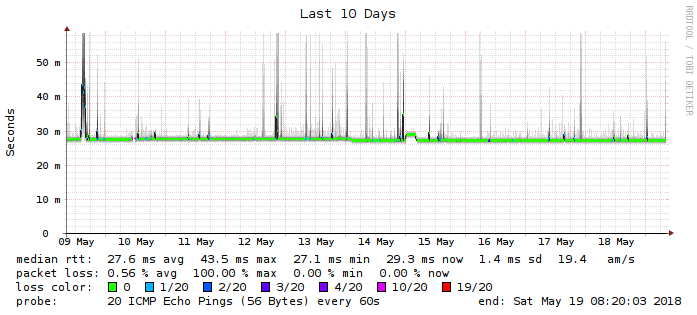 Last 10 Days
RRDTOOL / TOBI OETIKER
Seconds
50 m
40 m
30 m
20 m
10 m
0
09 May 10 May 11 May 12 May 13 May 14 May 15 May 16 May 17 May 18 May
median rtt: 27.6 ms avg 43.5 ms max 27.1 ms min 29.3 ms now 1.4 ms sd 19.4 am/s
packet loss: 0.56 % avg 100.00 % max 0.00 % min 0.00 % now
loss color: 0 1/20 2/20 3/20 4/20 10/20 19/20
probe: 20 ICMP Echo Pings (56 Bytes) every 60s end: Sat May 19 08:20:03 2018